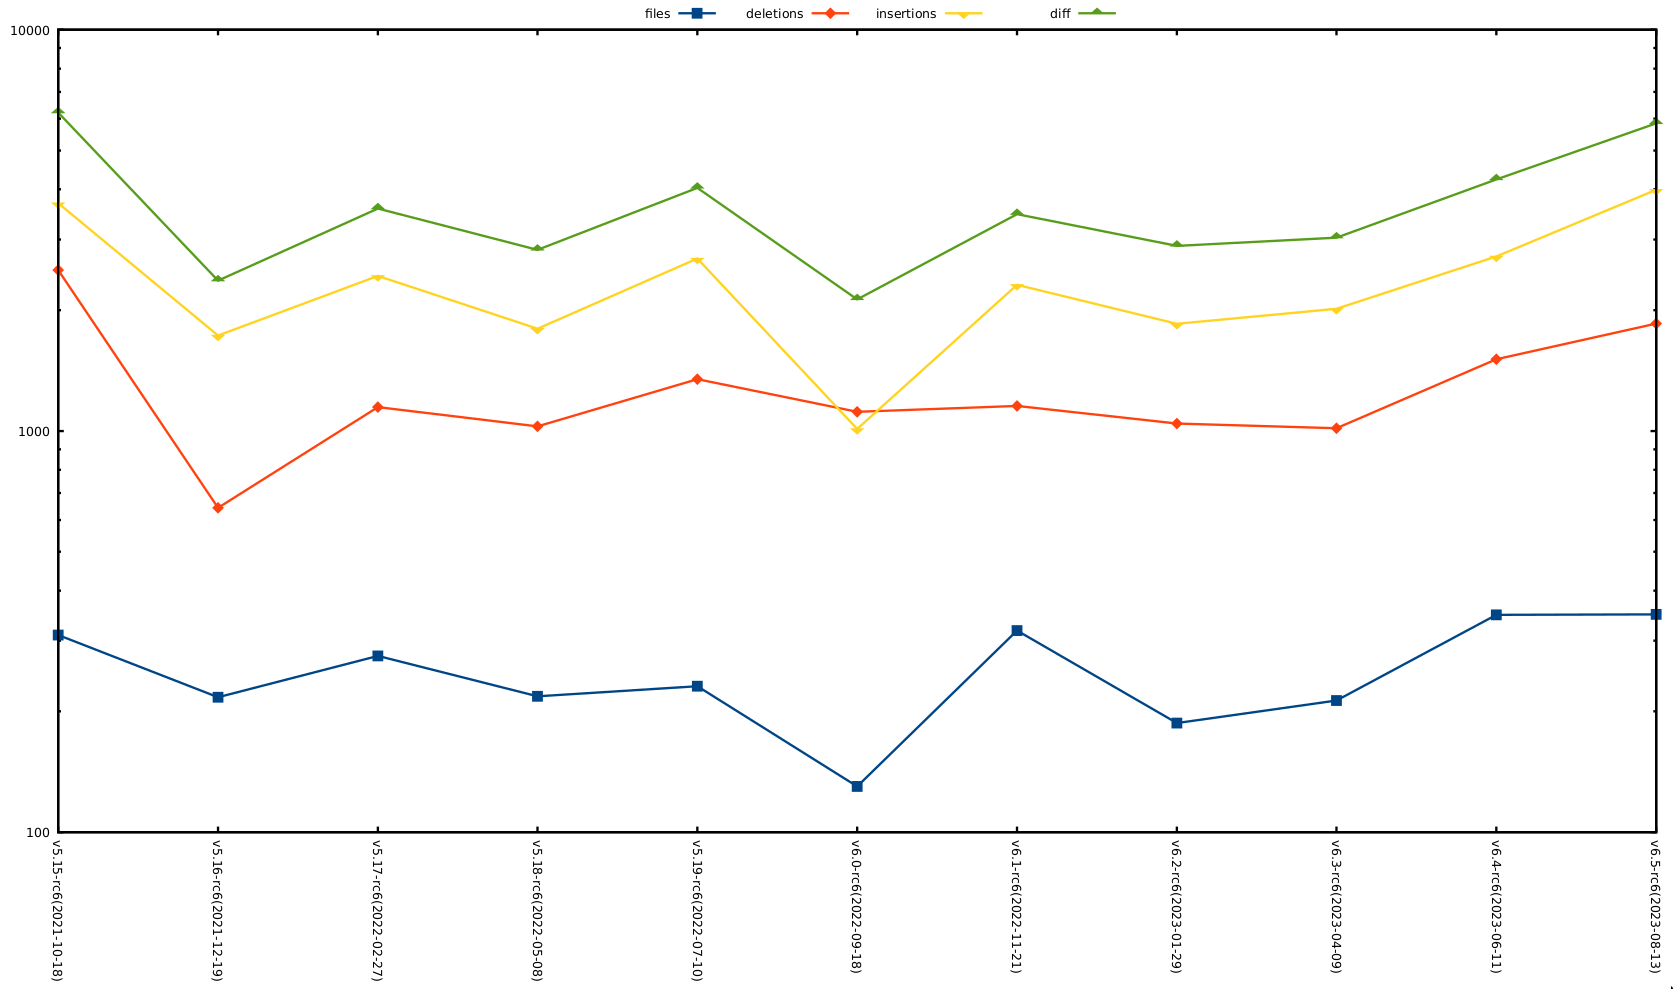 files deletions insertions diff
10000
1000
100
v5.15-rc6(2021-10-18)
v5.16-rc6(2021-12-19)
v5.17-rc6(2022-02-27)
v5.18-rc6(2022-05-08)
v5.19-rc6(2022-07-10)
v6.0-rc6(2022-09-18)
v6.1-rc6(2022-11-21)
v6.2-rc6(2023-01-29)
v6.3-rc6(2023-04-09)
v6.4-rc6(2023-06-11)
v6.5-rc6(2023-08-13)